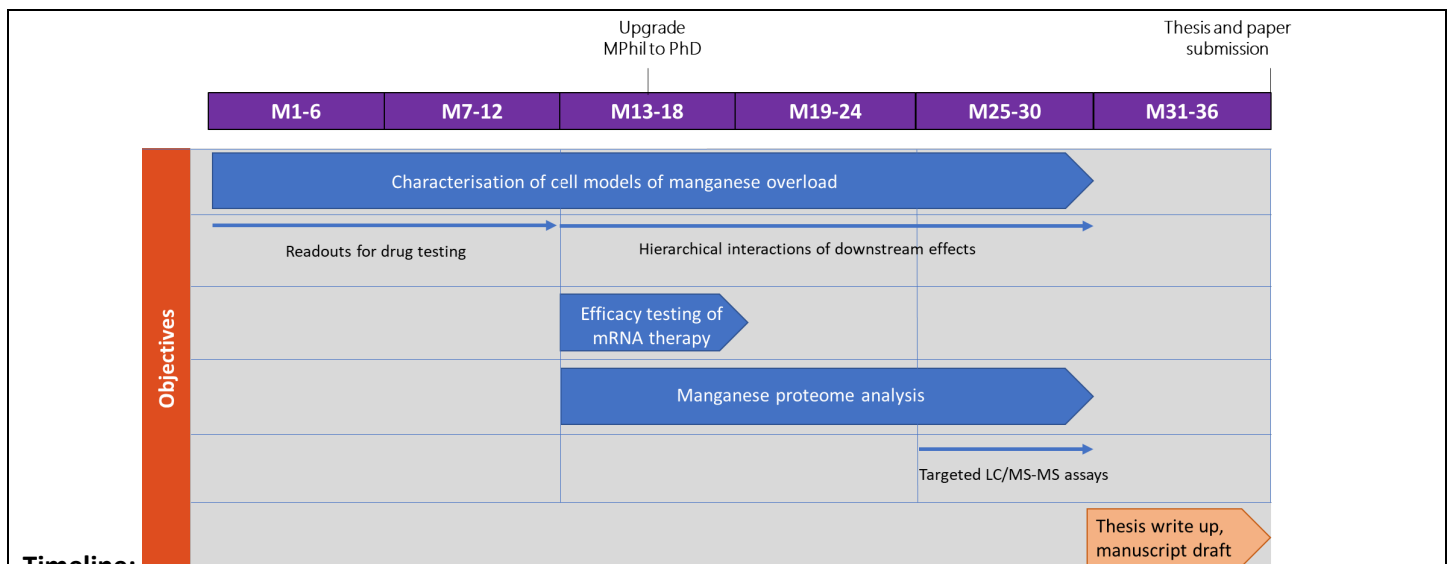 Upgrade
MPhil to PhD
Thesis and paper
submission
M1-6
M7-12
M13-18
M19-24
M25-30
M31-36
Objectives
Characterisation of cell models of manganese overload
Readouts for drug testing
Hierarchical interactions of downstream effects
Efficacy testing of
mRNA therapy
Manganese proteome analysis
Targeted LC/MS-MS assays
Thesis write up,
manuscript draft
Timeline: